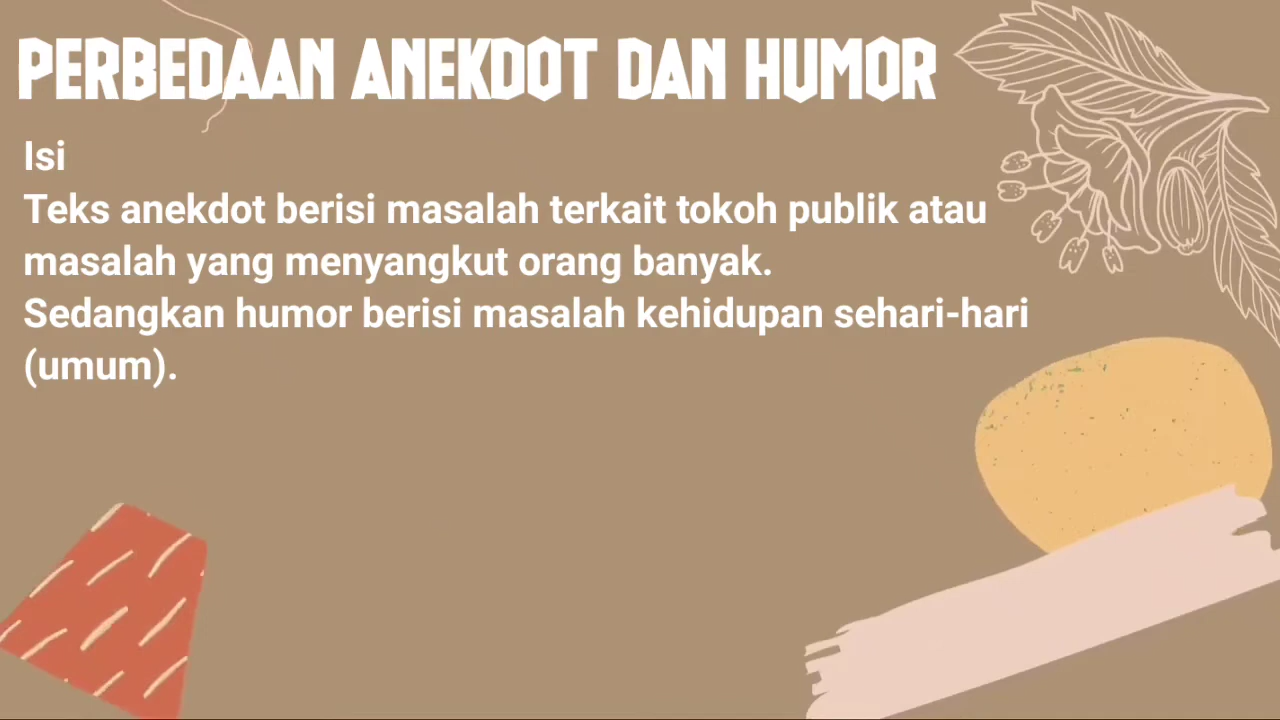 PERBEDAAN ANEKDOT DAN HUMOR
Isi
Teks anekdot berisi masalah terkait tokoh publik atau
masalah yang menyangkut orang banyak.
Sedangkan humor berisi masalah kehidupan sehari-hari
(umum).